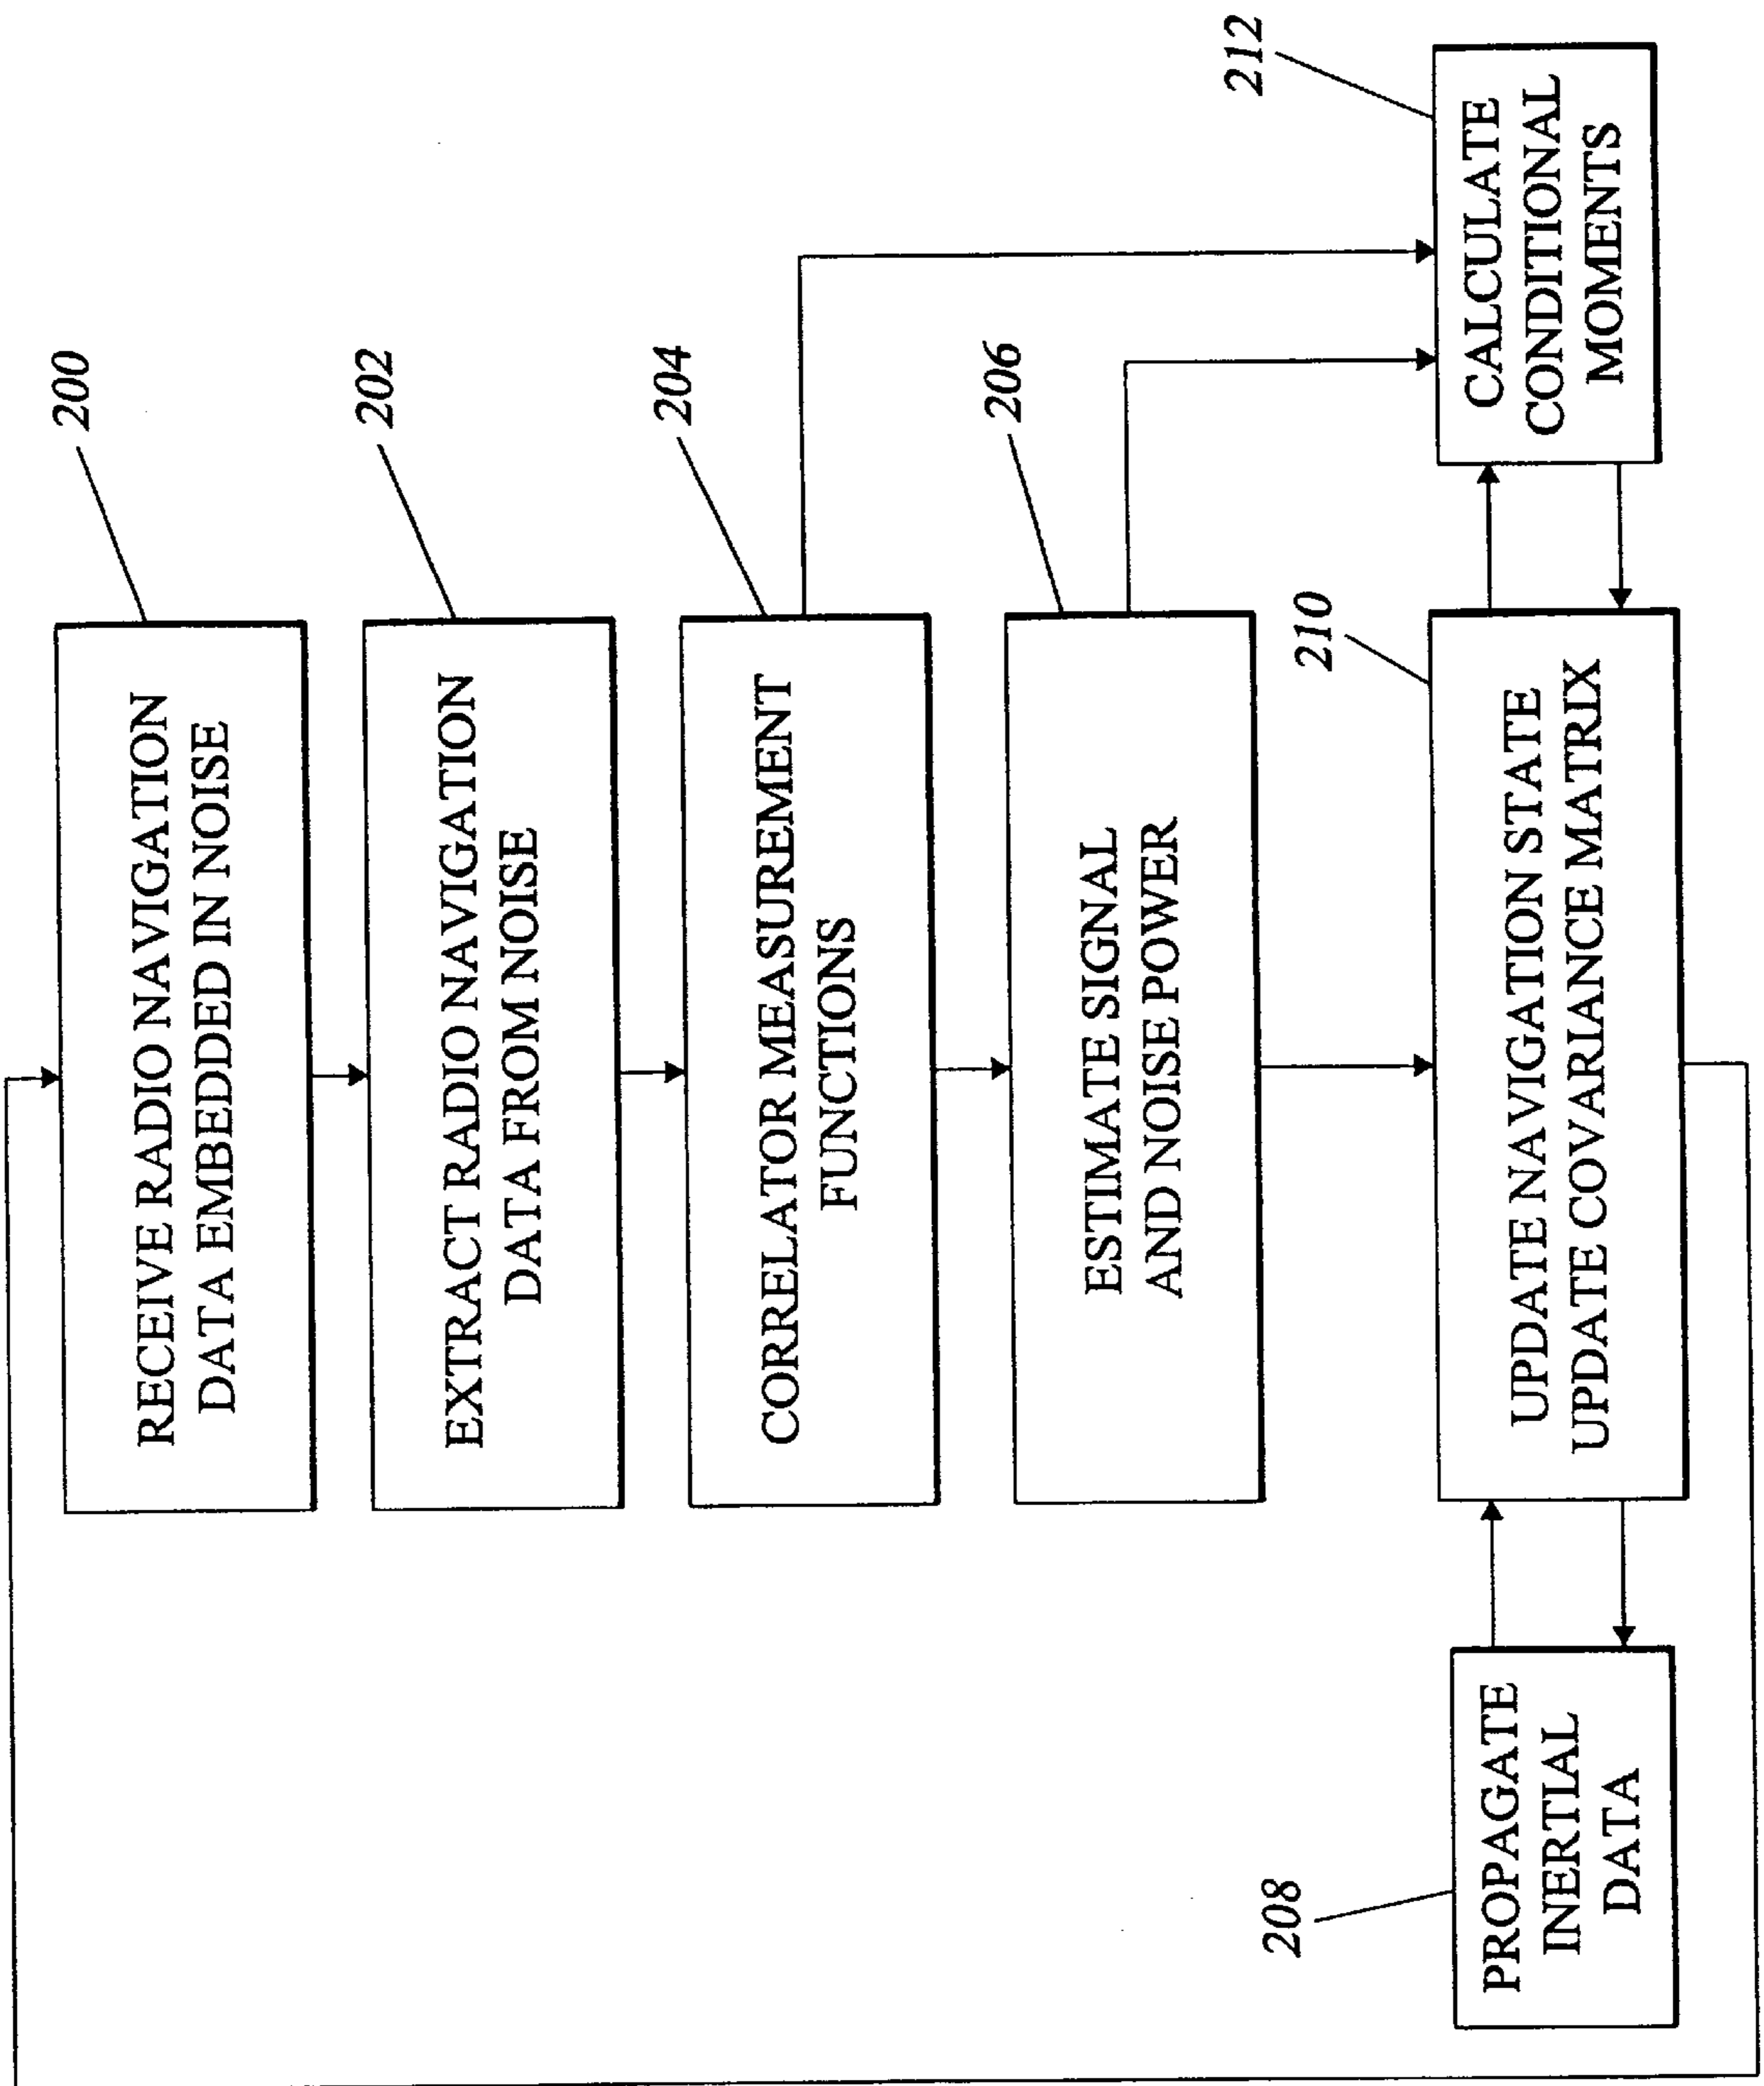 200
RECEIVE RADIO NAVIGATION
DATA EMBEDDED IN NOISE
202
EXTRACT RADIO NAVIGATION
DATA FROM NOISE
204
CORRELATOR MEASUREMENT
FUNCTIONS
206
ESTIMATE SIGNAL
AND NOISE POWER
208
PROPAGATE
INERTIAL
DATA
210
UPDATE NAVIGATION STATE
UPDATE COVARIANCE MATRIX
212
CALCULATE
CONDITIONAL
MOMENTS